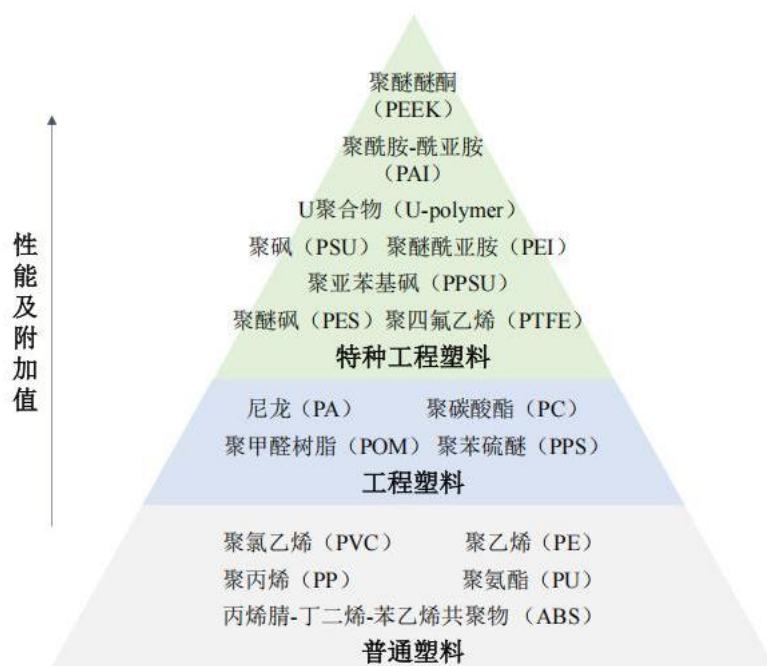 聚醚醚酮
（PEEK）
聚酰胺-酰亚胺
（PAI）
U聚合物（U-polymer）
聚砜（PSU） 聚醚酰亚胺（PEI）
聚亚苯基砜（PPSU）
聚醚砜（PES）聚四氟乙烯（PTFE）
特种工程塑料
尼龙（PA） 聚碳酸酯（PC）
聚甲醛树脂（POM） 聚苯硫醚（PPS）
工程塑料
聚氯乙烯（PVC） 聚乙烯（PE）
聚丙烯（PP） 聚氨酯（PU）
丙烯腈-丁二烯-苯乙烯共聚物 （ABS）
普通塑料
性能及附加值